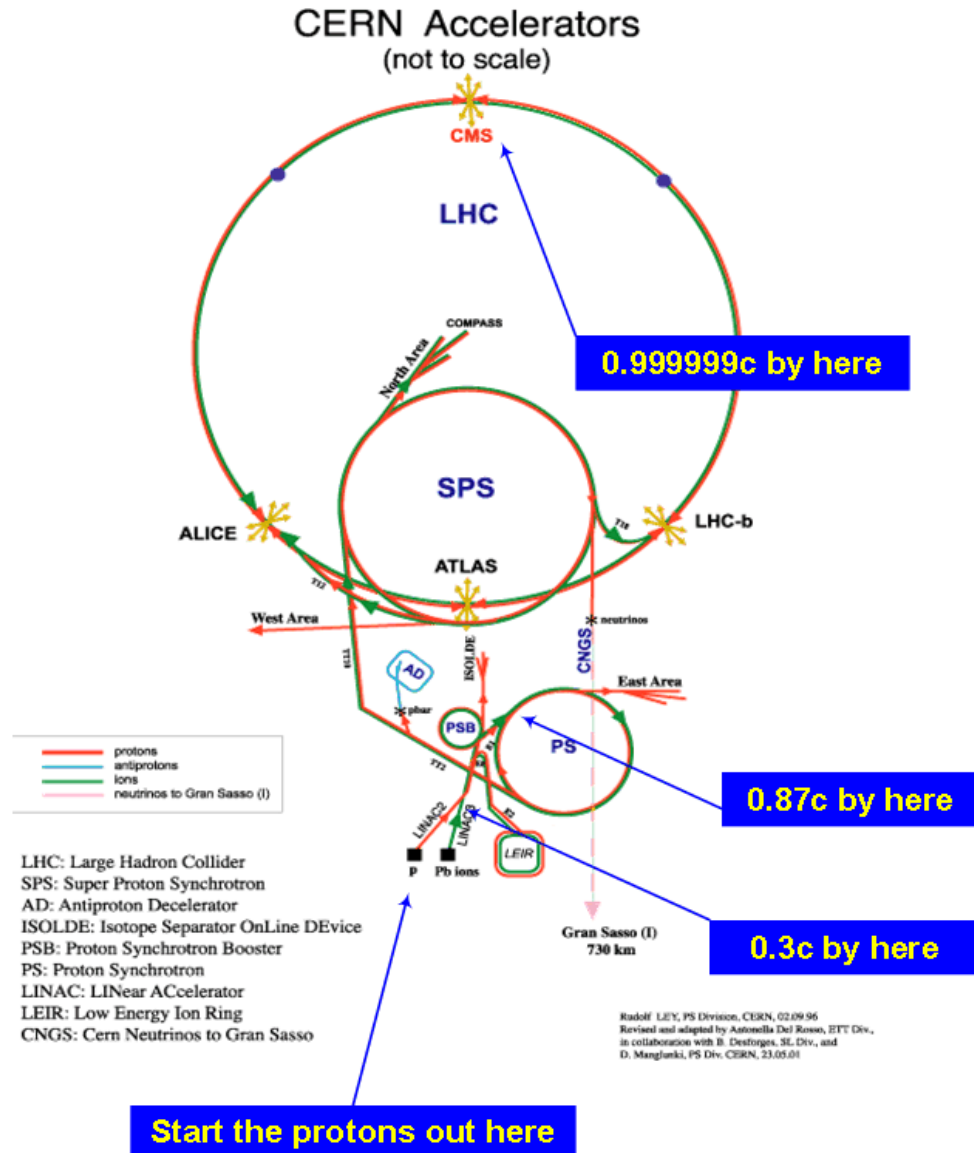 CERN Accelerators
(not to scale)
CMS
LHC
COMPASS
North Area
0.999999c by here
SPS
ALICE
LHC-b
TI8
ATLAS
TI2
West Area
neutrinos
CNGS
ISOLDE
TT10
AD
East Area
pbar
PSB
PS
protons
antiprotons
ions
neutrinos to Gran Sasso (I)
TT2
E2
0.87c by here
LINAC2
LINAC3
LEIR
p
Pb ions
LHC: Large Hadron Collider
SPS: Super Proton Synchrotron
AD: Antiproton Decelerator
ISOLDE: Isotope Separator OnLine DEvice
PSB: Proton Synchrotron Booster
PS: Proton Synchrotron
LINAC: LINear ACcelerator
LEIR: Low Energy Ion Ring
CNGS: Cern Neutrinos to Gran Sasso
Gran Sasso (I)
730 km
0.3c by here
Rudolf LEY, PS Division, CERN, 02.09.96
Revised and adapted by Antonella Del Rosso, ETT Div.,
in collaboration with B. Desforges, SL Div., and
D. Manglunki, PS Div. CERN, 23.05.01
Start the protons out here